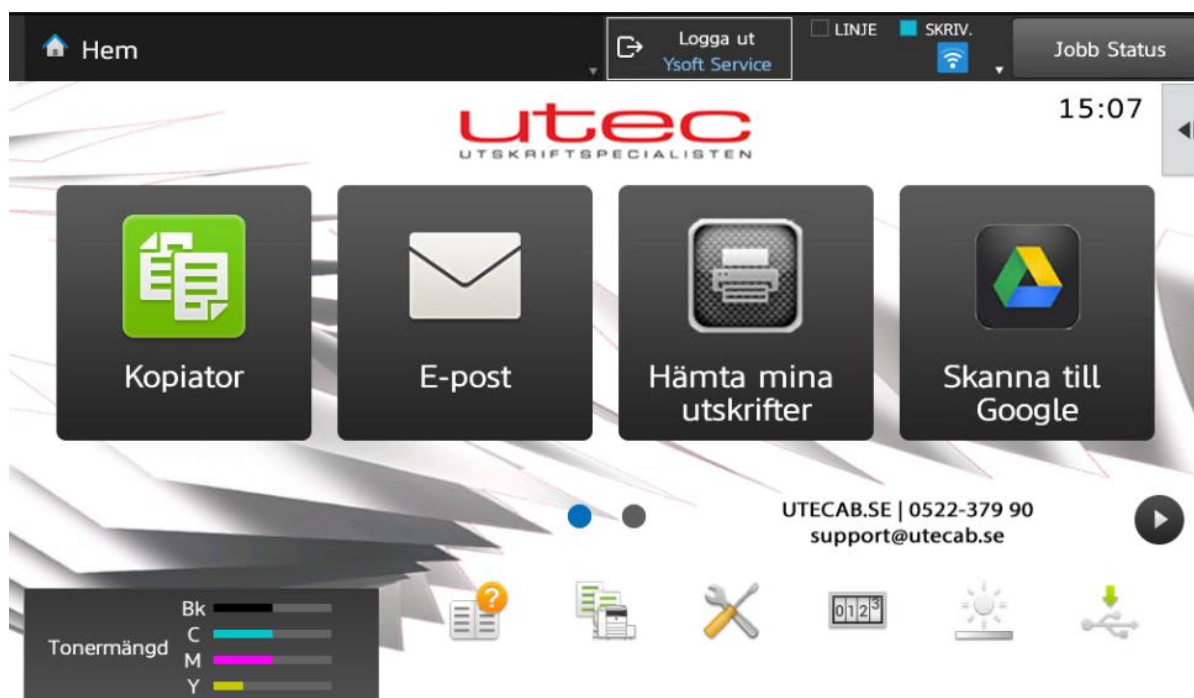 Hem
Logga ut
Ysoft Service
LINJE
SKRIV.
Jobb Status
utec
UTSKRIFTSPECIALISTEN
15:07
Kopiator
E-post
Hämta mina
utskrifter
Skanna till
Google
UTECAB.SE | 0522-379 90
support@utecab.se
Tonermängd
Bk
C
M
Y
?
0123